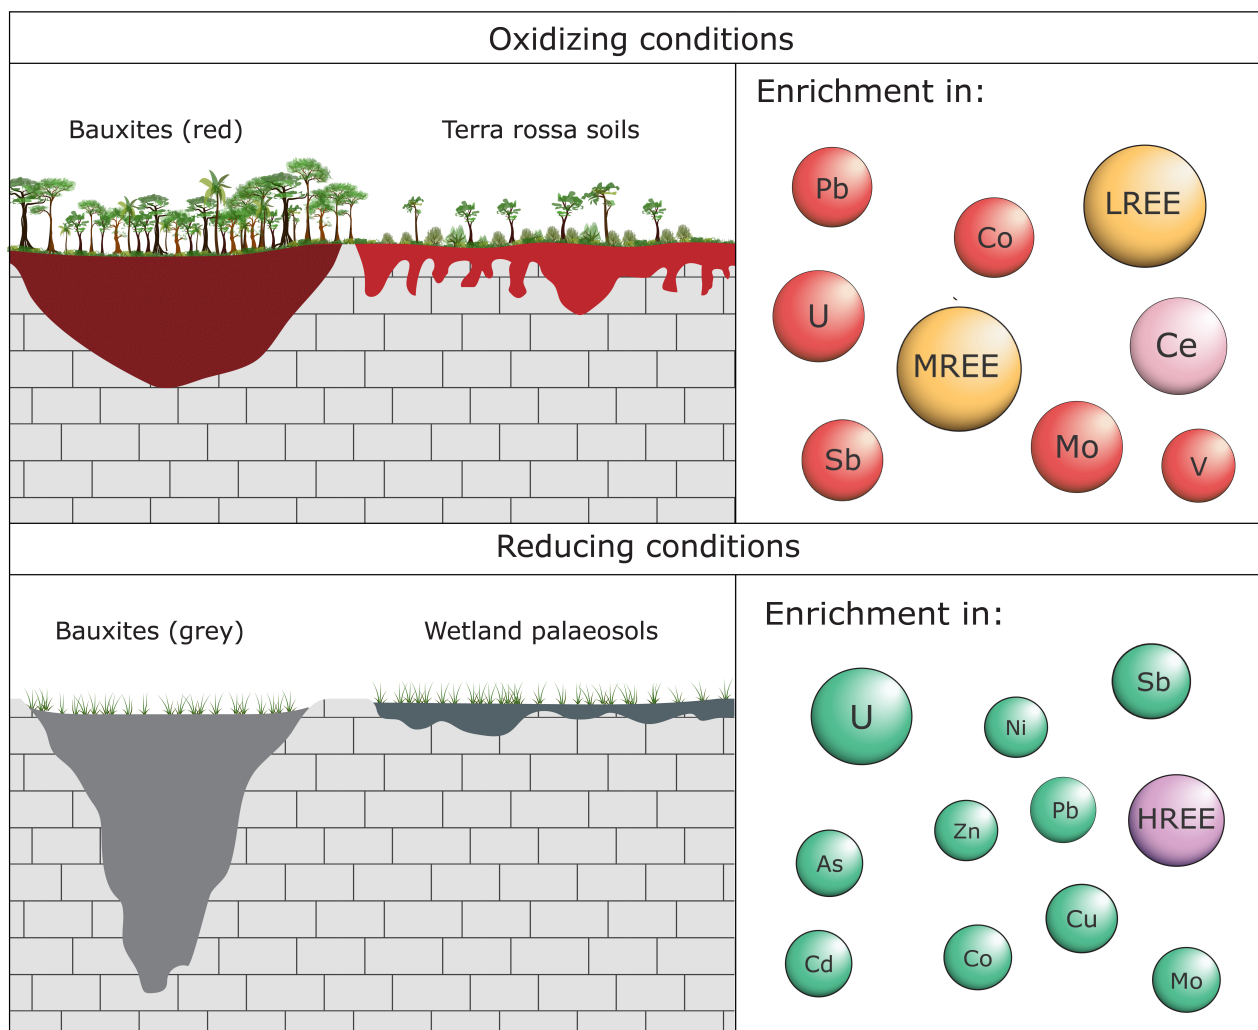 Oxidizing conditions
Bauxites (red)
Terra rossa soils
Enrichment in:
Pb
LREE
Co
U
Ce
MREE
Mo
Sb
V
Reducing conditions
Bauxites (grey)
Wetland palaeosols
Enrichment in:
Sb
U
Ni
Pb
HREE
Zn
As
Cu
Co
Cd
Mo